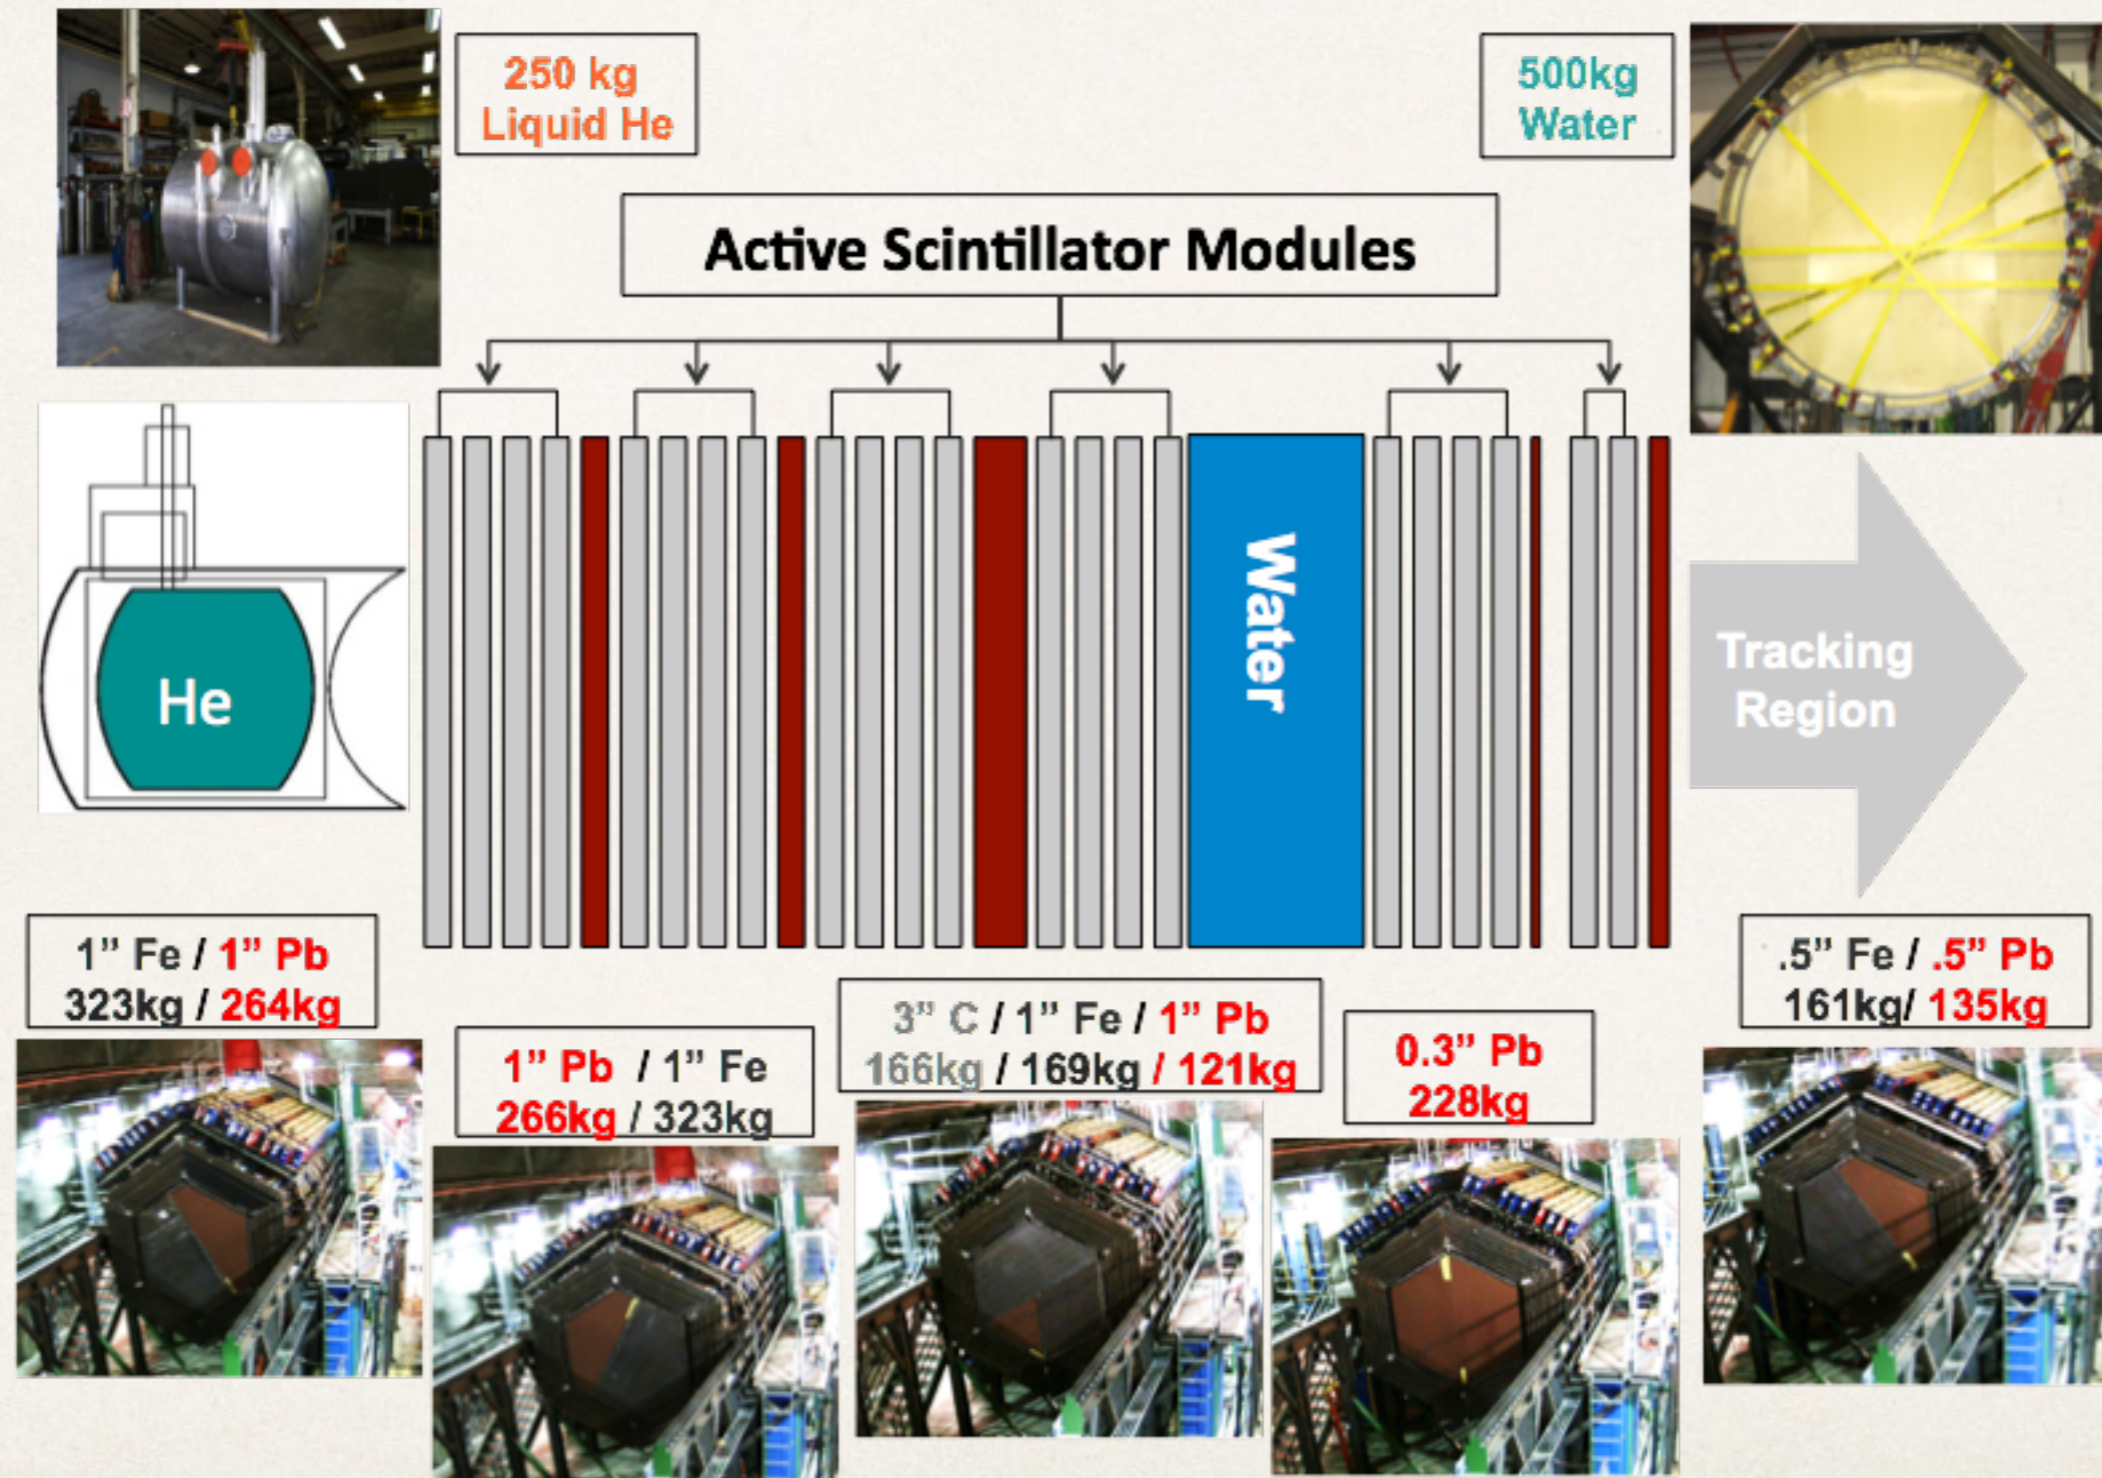 250 kg
Liquid He
500kg
Water
Active Scintillator Modules
He
Water
Tracking
Region
1” Fe / 1” Pb
323kg / 264kg
1” Pb / 1” Fe
266kg / 323kg
3” C / 1” Fe / 1” Pb
166kg / 169kg / 121kg
0.3” Pb
228kg
.5” Fe / .5” Pb
161kg/ 135kg